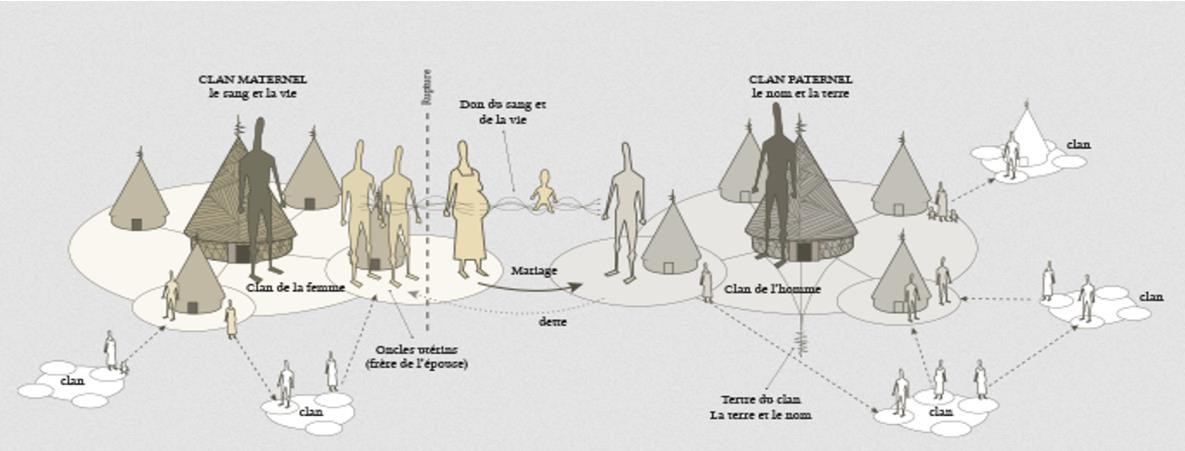 CLAN MATERNEL
le sang et la vie
Rupture
Don du sang et
de la vie
CLAN PATERNEL
le nom et la terre
clan
Mariage
Clan de la femme
Clan de l'homme
clan
dette
Oncles utérins
(frère de l'épouse)
clan
clan
Tertre du clan
La terre et le nom
clan